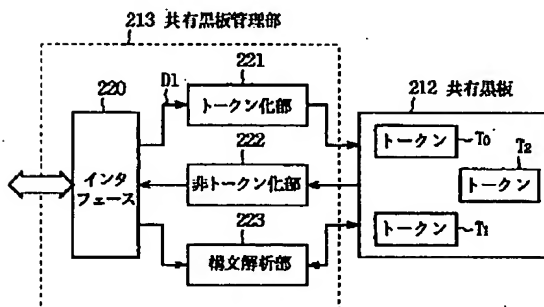 213 共有黒板管理部
220
D1
221
トークン化部
212 共有黒板
222
インタ
フェース
非トークン化部
223
構文解析部
トークン
T0
T2
トークン
トークン
T1